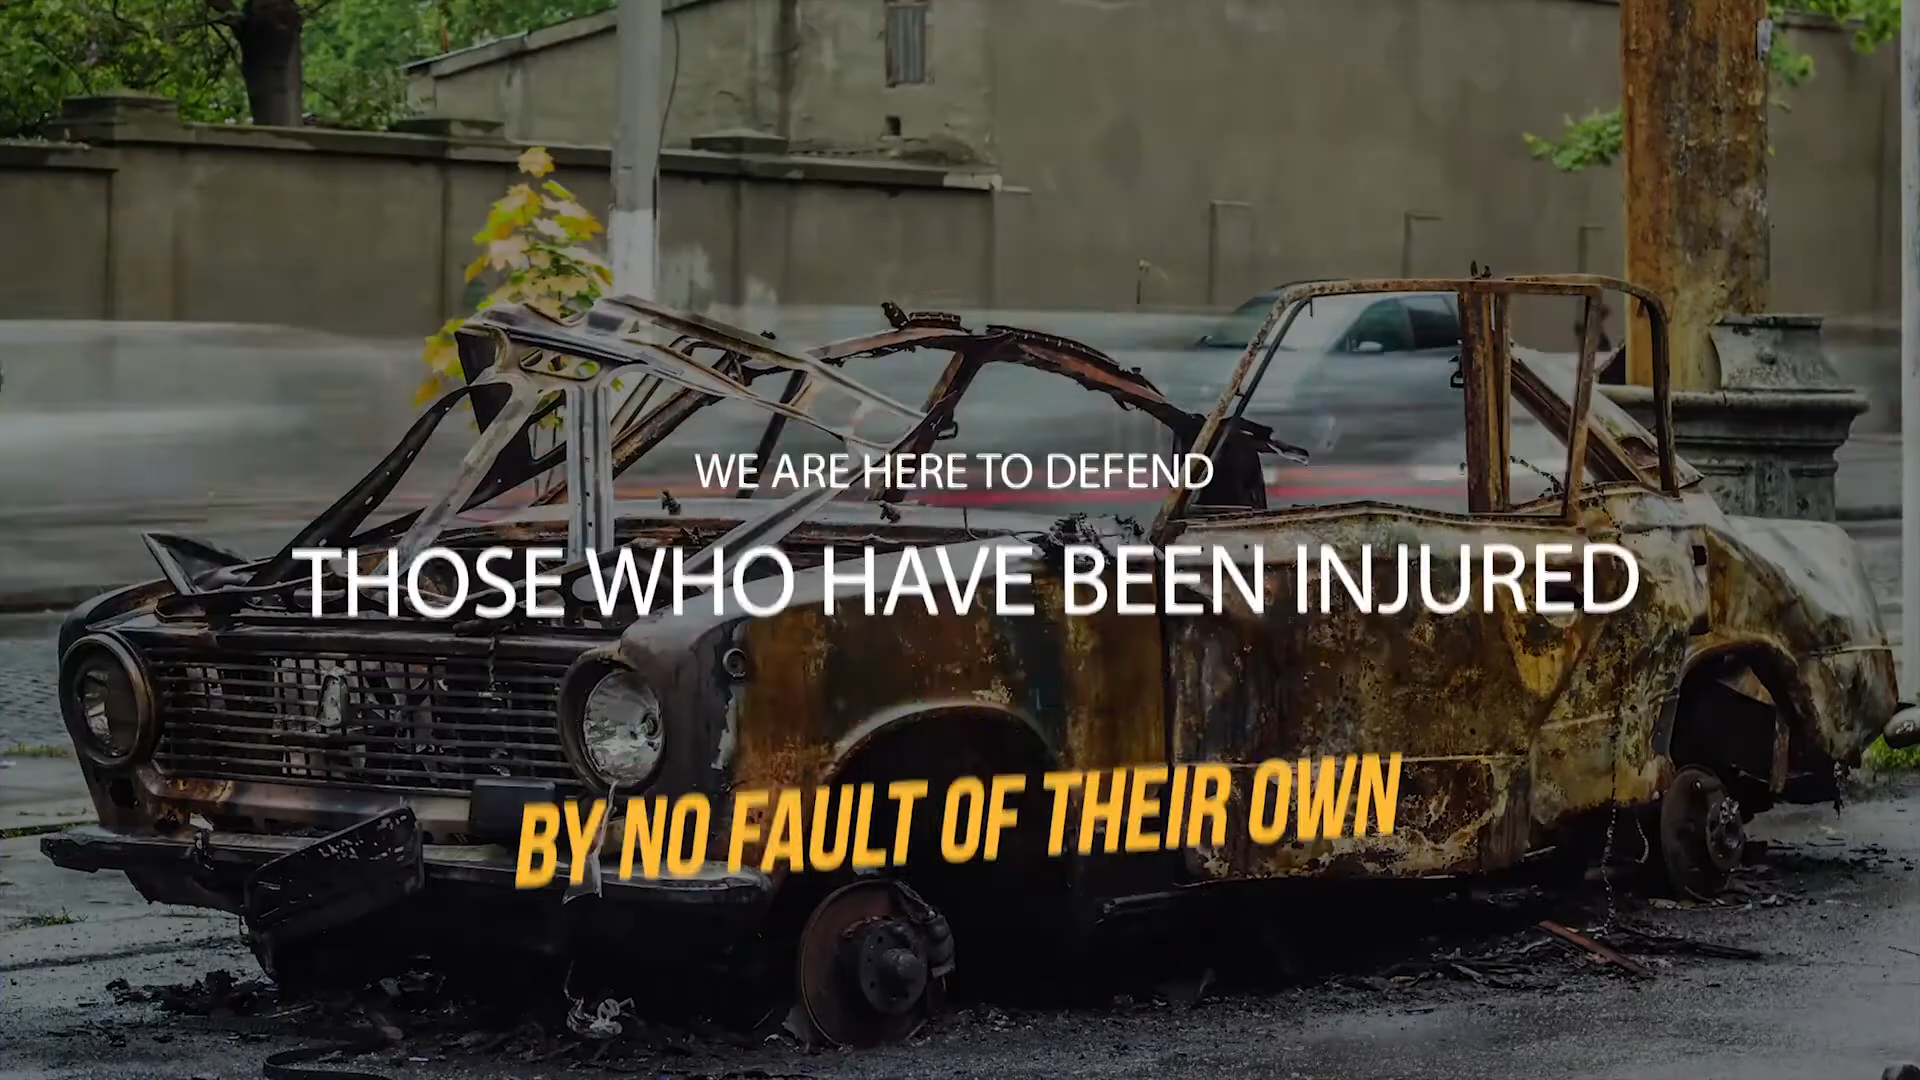 WE ARE HERE TO DEFEND
THOSE WHO HAVE BEEN INJURED
BY NO FAULT OF THEIR OWN